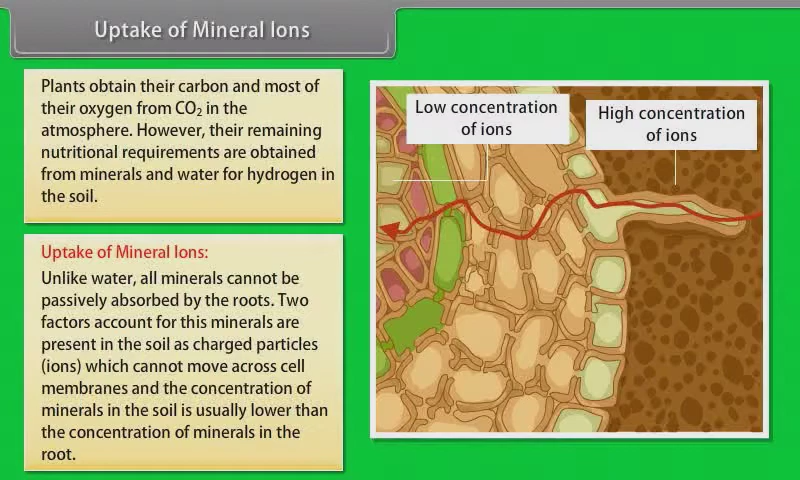 Uptake of Mineral Ions
Plants obtain their carbon and most of
their oxygen from CO₂ in the
atmosphere. However, their remaining
nutritional requirements are obtained
from minerals and water for hydrogen in
the soil.
Uptake of Mineral Ions:
Unlike water, all minerals cannot be
passively absorbed by the roots. Two
factors account for this minerals are
present in the soil as charged particles
(ions) which cannot move across cell
membranes and the concentration of
minerals in the soil is usually lower than
the concentration of minerals in the
root.
Low concentration
of ions
High concentration
of ions